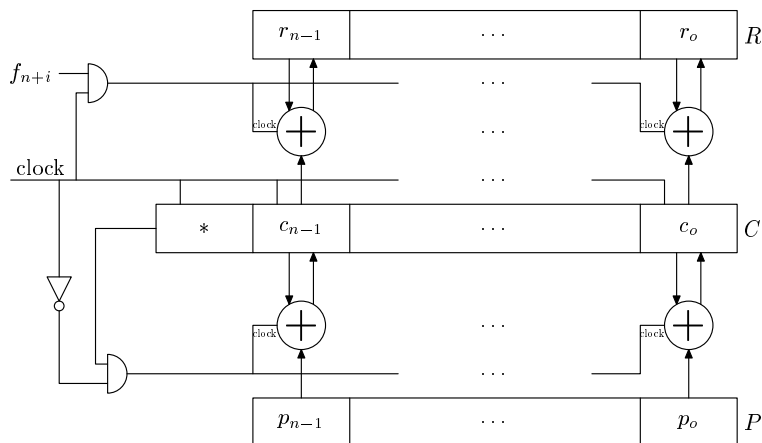 r_{n-1} ... r_o R
f_{n+i} ...
clock ... clock
clock ...
* c_{n-1} ... c_o C
...
clock clock
...
p_{n-1} ... p_o P